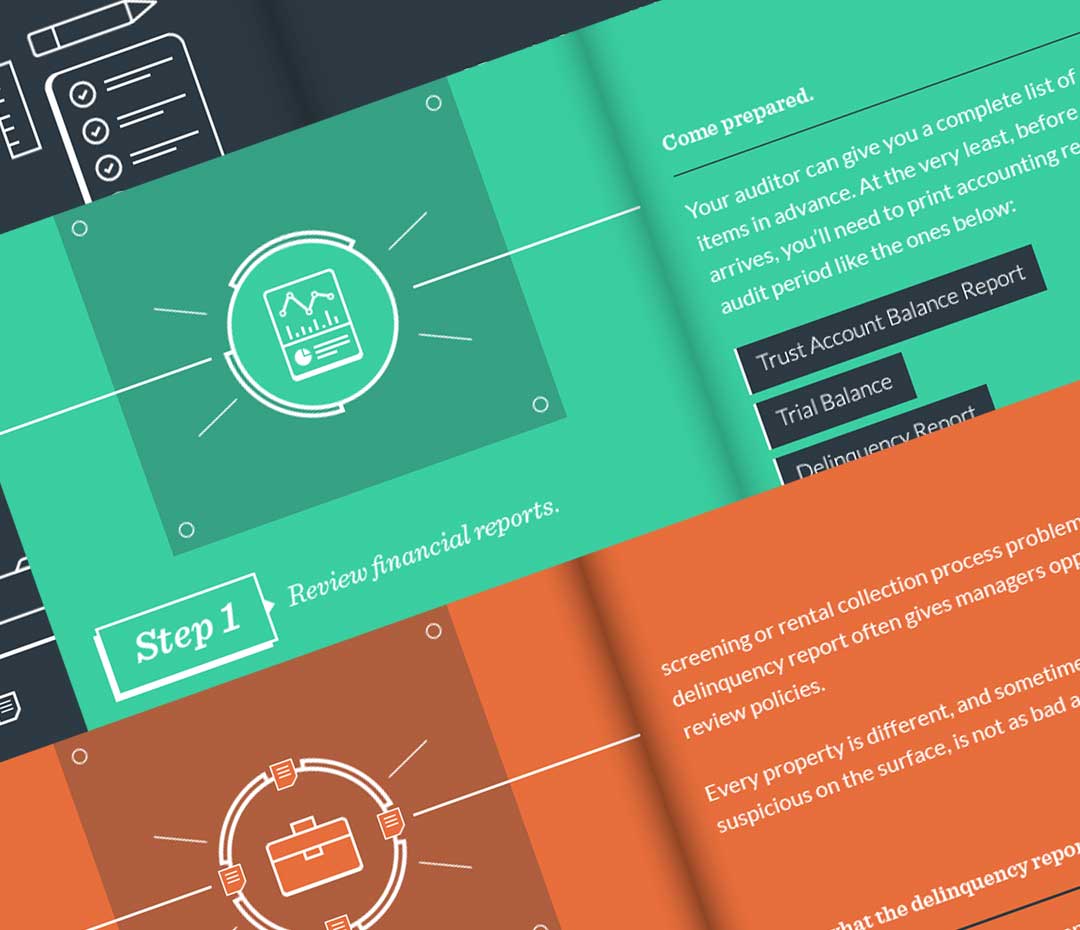 Come prepared.
Your auditor can give you a complete list of
items in advance. At the very least, before
arrives, you'll need to print accounting re
audit period like the ones below:
Trust Account Balance Report
Trial Balance
Delinquency Report
Step 1
Review financial reports.
screening or rental collection process problem
delinquency report often gives managers opp
review policies.
Every property is different, and sometime
suspicious on the surface, is not as bad a
what the delinquency repor